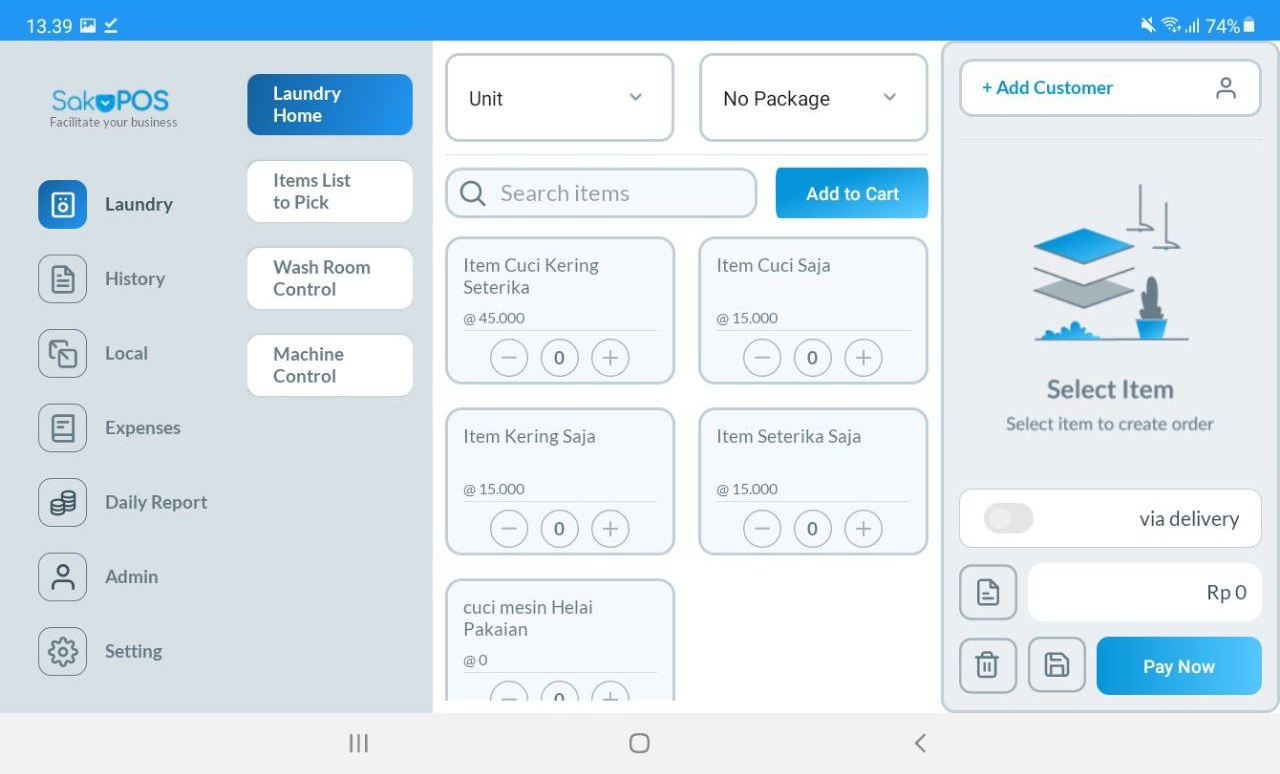 13.39
74%
SakuPOS
Facilitate your business
Laundry
History
Local
Expenses
Daily Report
Admin
Setting
Laundry
Home
Items List
to Pick
Wash Room
Control
Machine
Control
Unit
No Package
Search items
Add to Cart
Item Cuci Kering
Seterika
@ 45.000
0
Item Cuci Saja
@ 15.000
0
Item Kering Saja
@ 15.000
0
Item Seterika Saja
@ 15.000
0
cuci mesin Helai
Pakaian
@ 0
0
+ Add Customer
Select Item
Select item to create order
via delivery
Rp 0
Pay Now